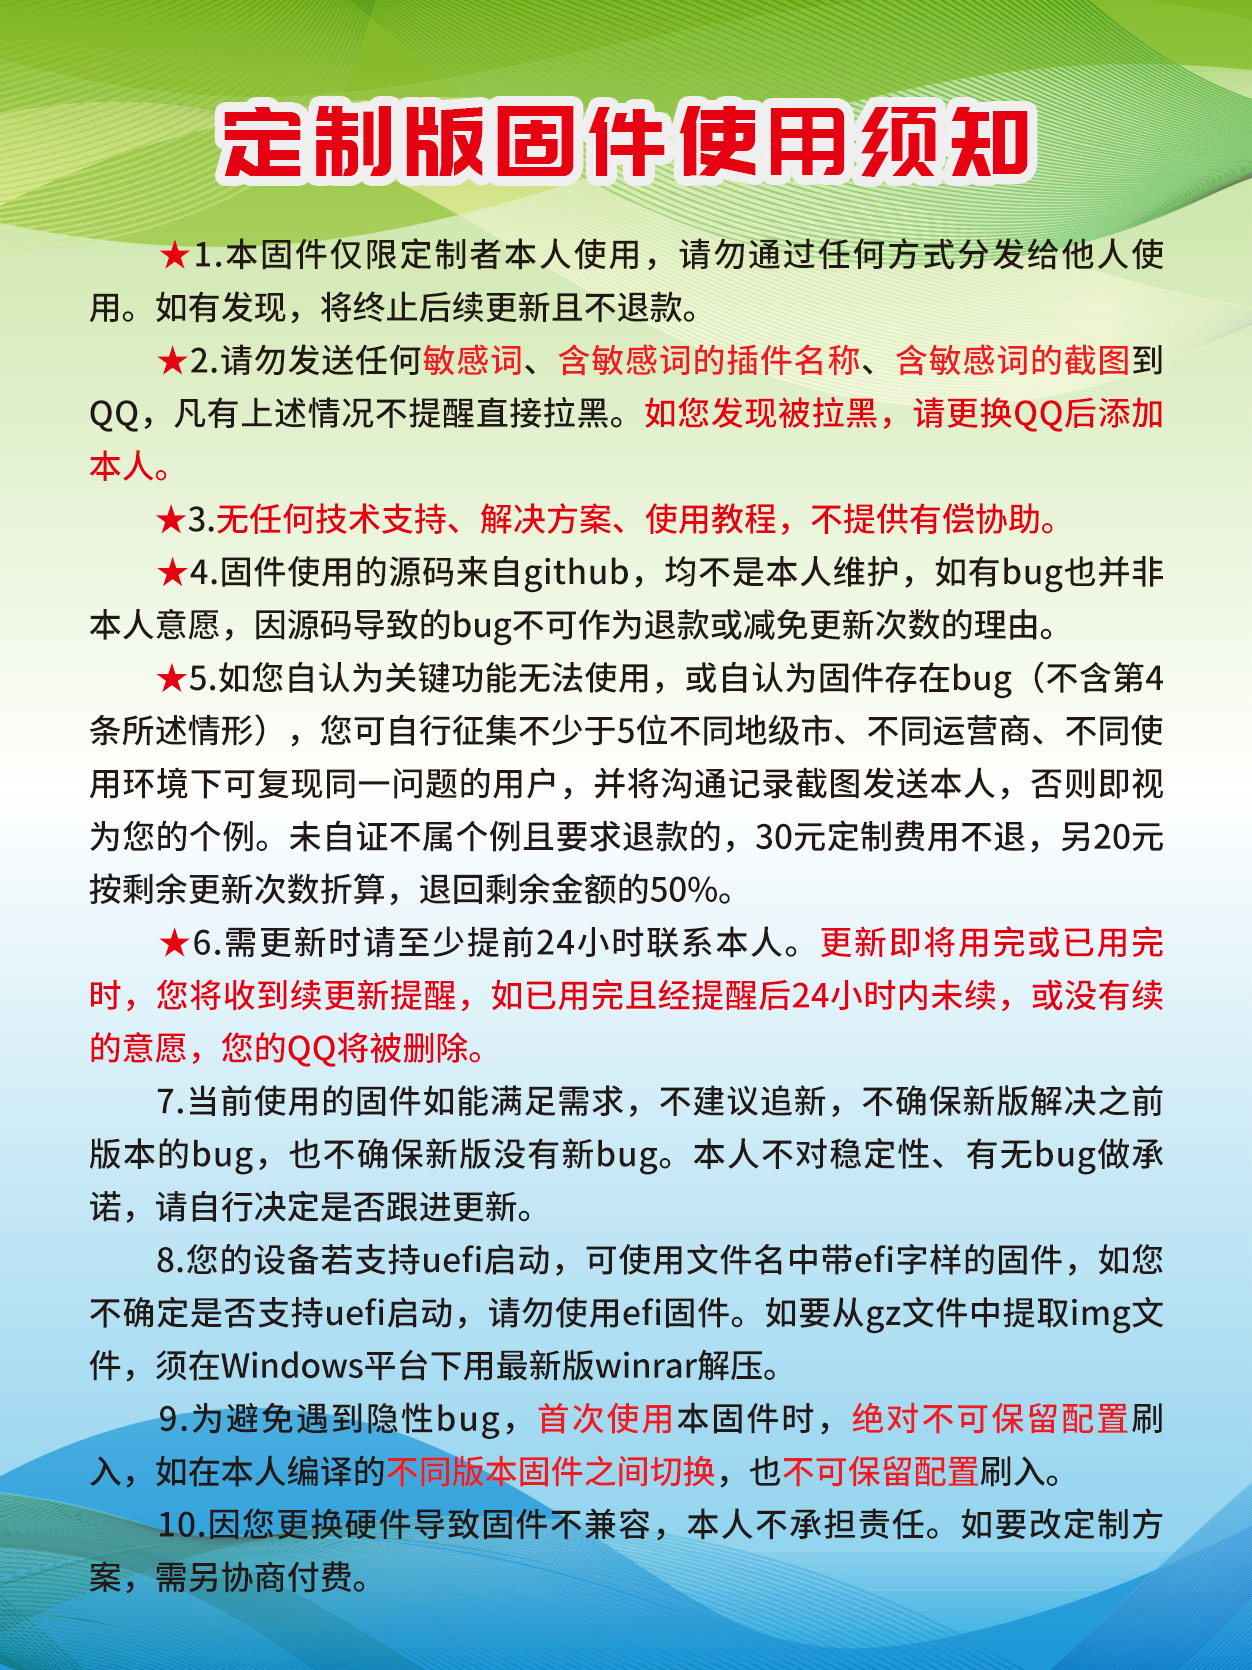 定制版固件使用须知
★1.本固件仅限定制者本人使用，请勿通过任何方式分发给他人使
用。如有发现，将终止后续更新且不退款。
★2.请勿发送任何敏感词、含敏感词的插件名称、含敏感词的截图到
QQ，凡有上述情况不提醒直接拉黑。如您发现被拉黑，请更换QQ后添加
本人。
★3.无任何技术支持、解决方案、使用教程，不提供有偿协助。
★4.固件使用的源码来自github，均不是本人维护，如有bug也并非
本人意愿，因源码导致的bug不可作为退款或减免更新次数的理由。
★5.如您自认为关键功能无法使用，或自认为固件存在bug（不含第4
条所述情形），您可自行征集不少于5位不同地级市、不同运营商、不同使
用环境下可复现同一问题的用户，并将沟通记录截图发送本人，否则即视
为您的个例。未自证不属个例且要求退款的，30元定制费用不退，另20元
按剩余更新次数折算，退回剩余金额的50%。
★6.需更新时请至少提前24小时联系本人。更新即将用完或已用完
时，您将收到续更新提醒，如已用完且经提醒后24小时内未续，或没有续
的意愿，您的QQ将被删除。
7.当前使用的固件如能满足需求，不建议追新，不确保新版解决之前
版本的bug，也不确保新版没有新bug。本人不对稳定性、有无bug做承
诺，请自行决定是否跟进更新。
8.您的设备若支持uefi启动，可使用文件名中带efi字样的固件，如您
不确定是否支持uefi启动，请勿使用efi固件。如要从gz文件中提取img文
件，须在Windows平台下用最新版winrar解压。
9.为避免遇到隐性bug，首次使用本固件时，绝对不可保留配置刷
入，如在本人编译的不同版本固件之间切换，也不可保留配置刷入。
10.因您更换硬件导致固件不兼容，本人不承担责任。如要改定制方
案，需另协商付费。